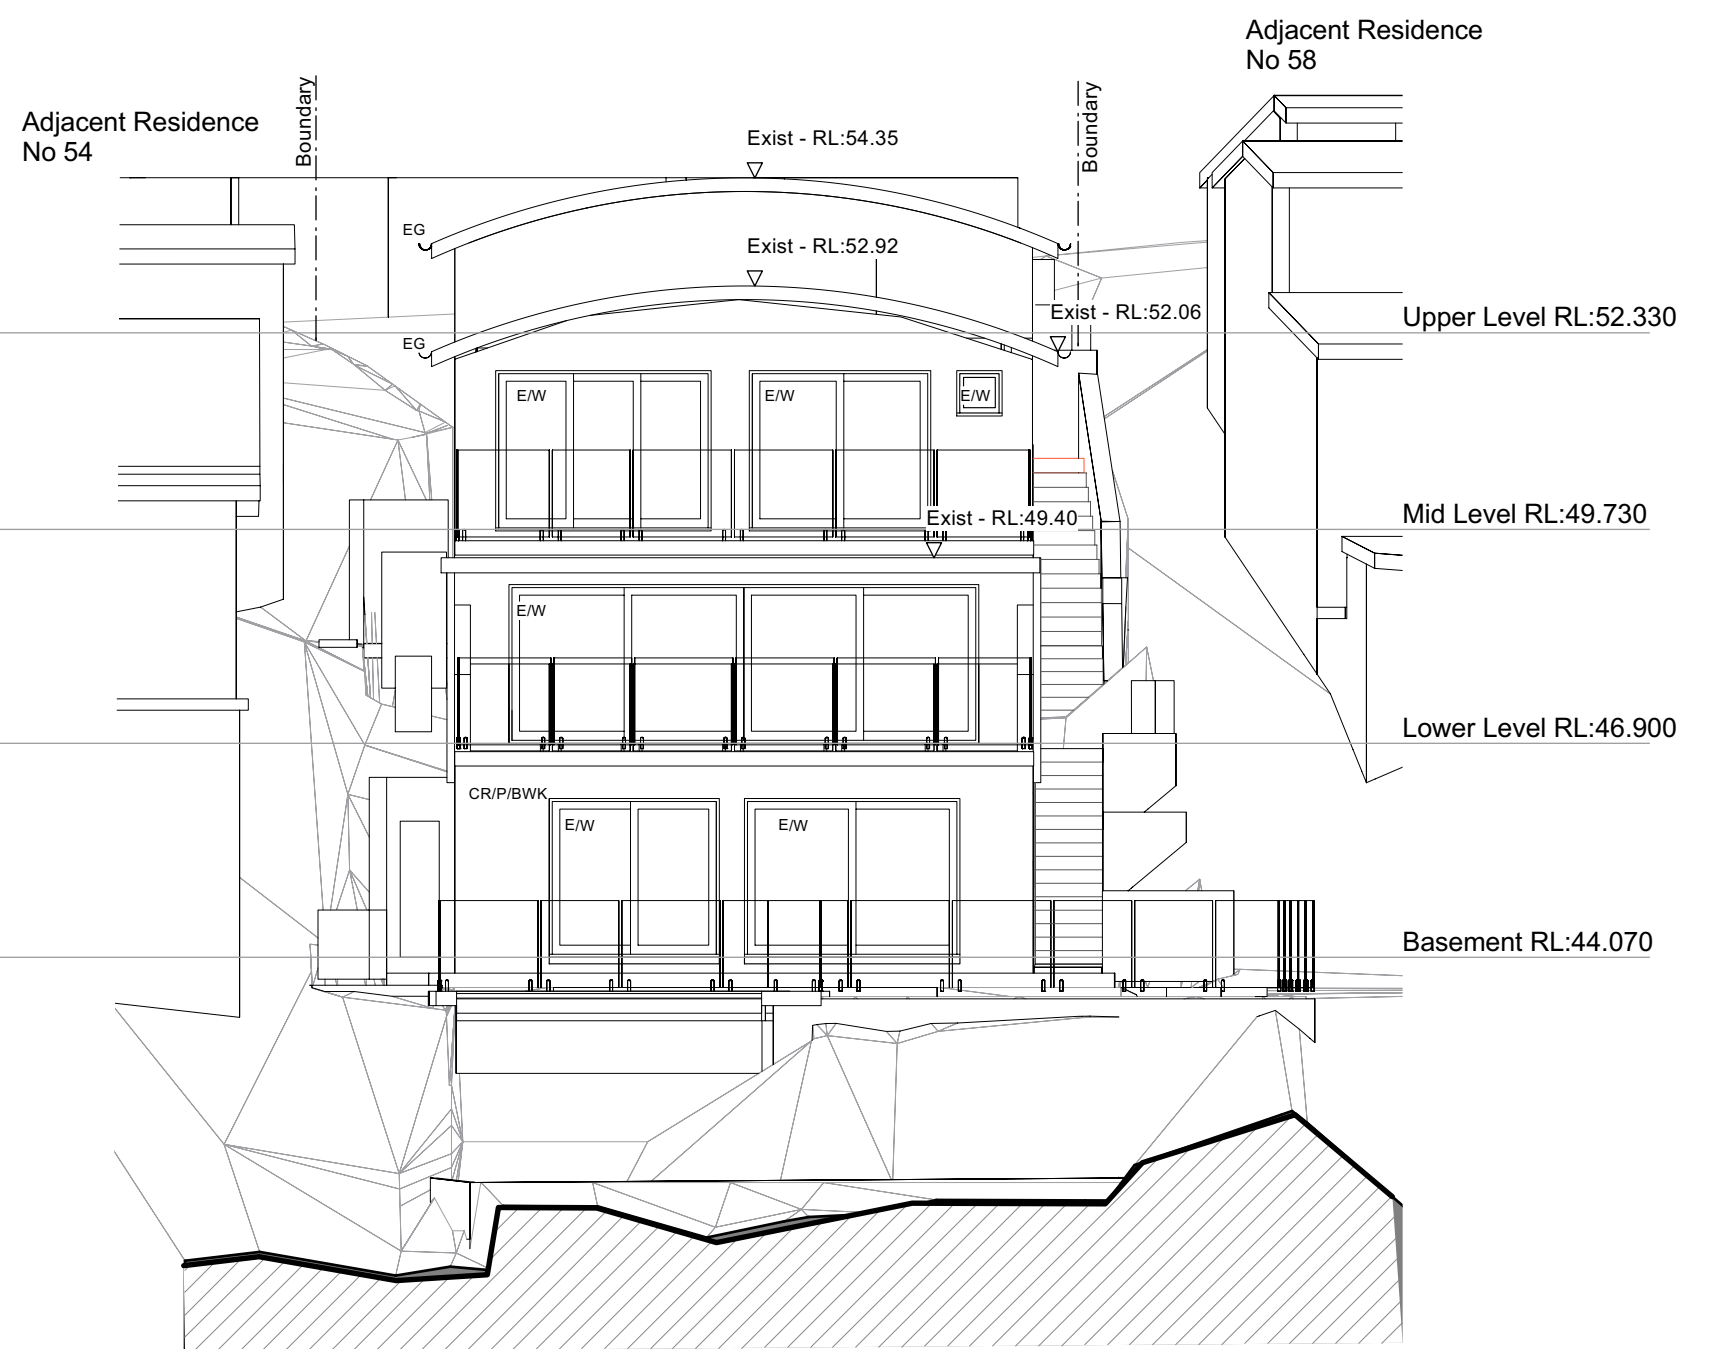 Adjacent Residence
No 58
Adjacent Residence
No 54
Boundary
Boundary
Exist - RL:54.35
EG
Exist - RL:52.92
Exist - RL:52.06
Upper Level RL:52.330
EG
E/W
E/W
E/W
Exist - RL:49.40
Mid Level RL:49.730
E/W
Lower Level RL:46.900
CR/P/BWK
E/W
E/W
Basement RL:44.070